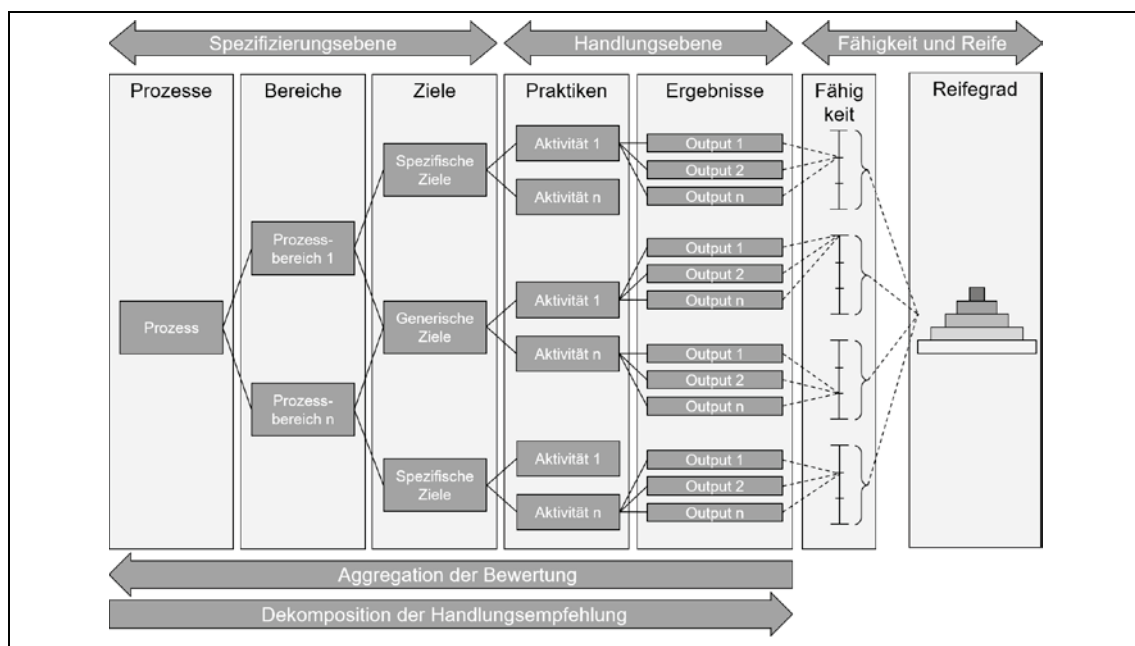 Spezifizierungsebene
Handlungsebene
Fähigkeit und Reife
Prozesse
Bereiche
Ziele
Praktiken
Ergebnisse
Fähig
keit
Reifegrad
Prozess
Prozess-
bereich 1
Prozess-
bereich n
Spezifische
Ziele
Generische
Ziele
Spezifische
Ziele
Aktivität 1
Aktivität n
Aktivität 1
Aktivität n
Aktivität 1
Aktivität n
Output 1
Output 2
Output n
Output 1
Output 2
Output n
Output 1
Output 2
Output n
Output 1
Output 2
Output n
Aggregation der Bewertung
Dekomposition der Handlungsempfehlung